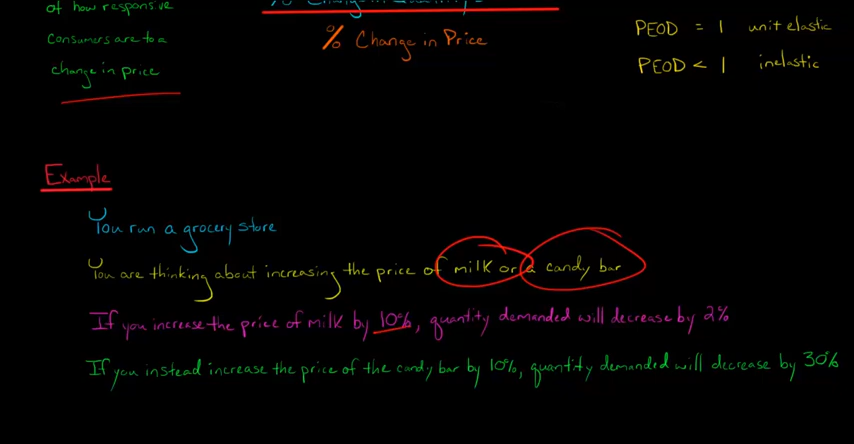 of how responsive
consumers are to a
change in price
% Change in Price
PEOD = 1 unit elastic
PEOD < 1 inelastic
Example
You run a grocery store
You are thinking about increasing the price of milk or a candy bar
If you increase the price of milk by 10%, quantity demanded will decrease by 2%
If you instead increase the price of the candy bar by 10%, quantity demanded will decrease by 30%